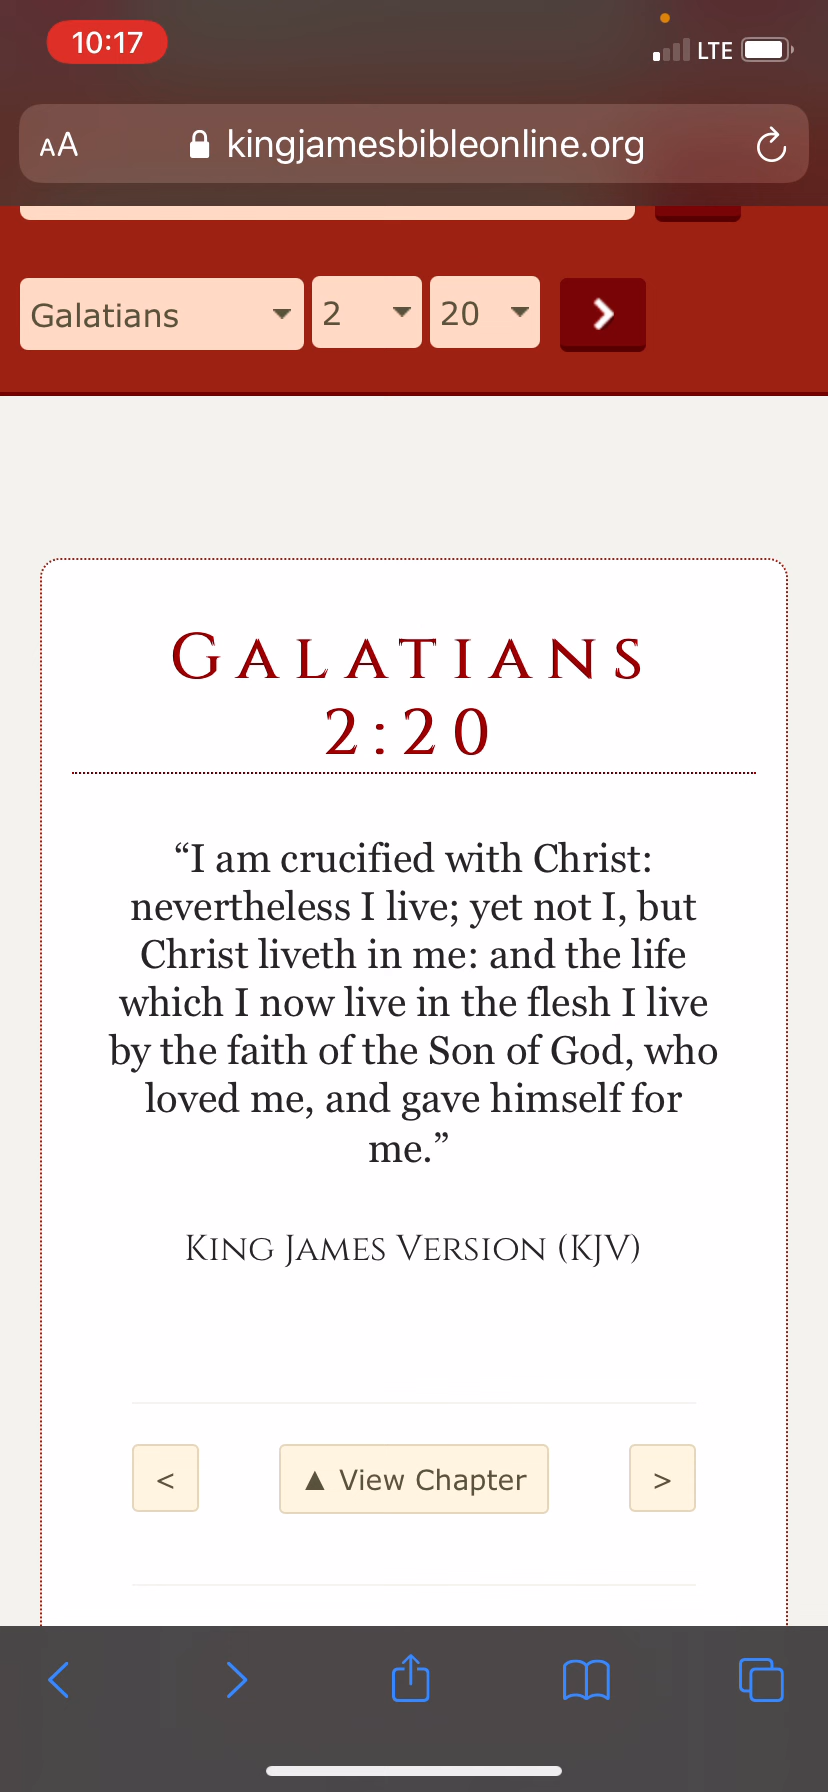 10:17
LTE
AA kingjamesbibleonline.org
Galatians 2 20
GALATIANS
2:20
“I am crucified with Christ:
nevertheless I live; yet not I, but
Christ liveth in me: and the life
which I now live in the flesh I live
by the faith of the Son of God, who
loved me, and gave himself for
me.”
KING JAMES VERSION (KJV)
< ▲ View Chapter >